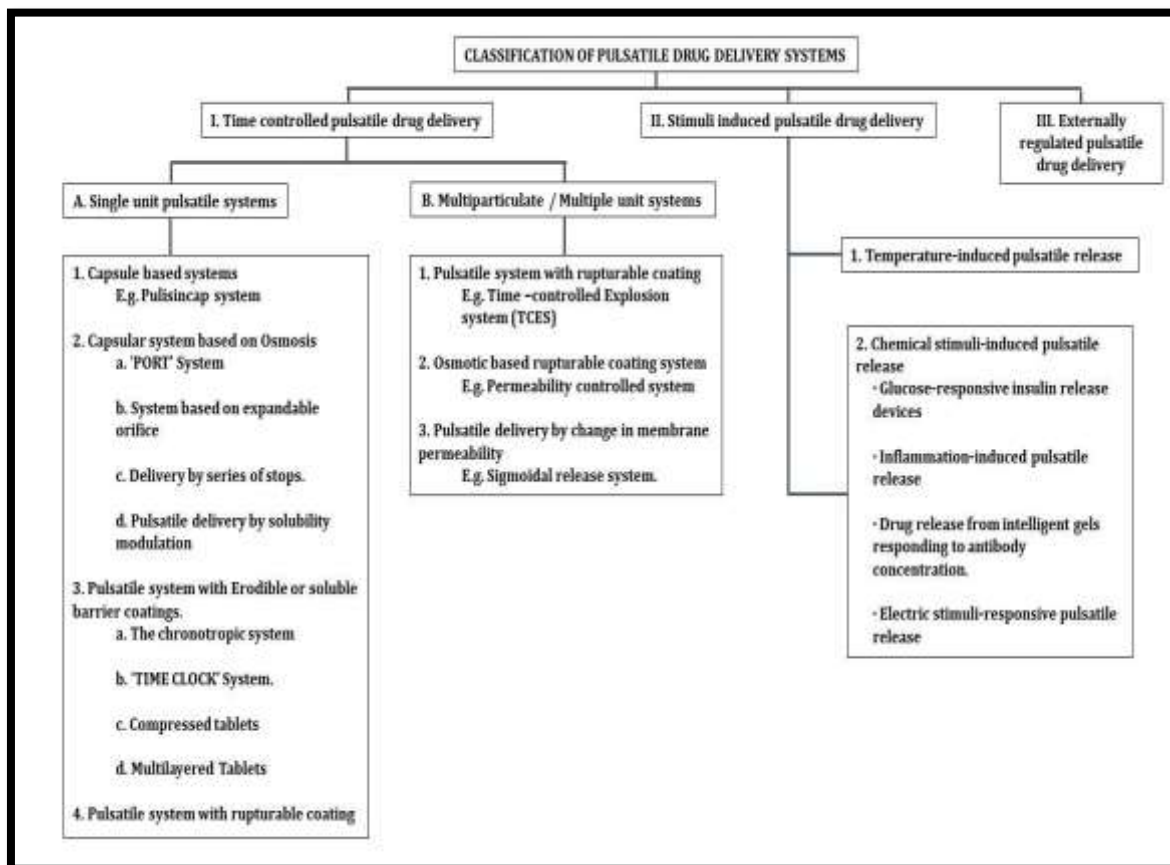 CLASSIFICATION OF PULSATILE DRUG DELIVERY SYSTEMS
I. Time controlled pulsatile drug delivery
II. Stimuli induced pulsatile drug delivery
III. Externally
regulated pulsatile
drug delivery
A. Single unit pulsatile systems
B. Multiparticulate / Multiple unit systems
1. Capsule based systems
E.g. Pulisincap system
2. Capsular system based on Osmosis
a. 'PORT' System
b. System based on expandable
orifice
c. Delivery by series of stops.
d. Pulsatile delivery by solubility
modulation
3. Pulsatile system with Erodible or soluble
barrier coatings.
a. The chronotropic system
b. 'TIME CLOCK' System.
c. Compressed tablets
d. Multilayered Tablets
4. Pulsatile system with rupturable coating
1. Pulsatile system with rupturable coating
E.g. Time –controlled Explosion
system (TCES)
2. Osmotic based rupturable coating system
E.g. Permeability controlled system
3. Pulsatile delivery by change in membrane
permeability
E.g. Sigmoidal release system.
1. Temperature-induced pulsatile release
2. Chemical stimuli-induced pulsatile
release
· Glucose-responsive insulin release
devices
· Inflammation-induced pulsatile
release
· Drug release from intelligent gels
responding to antibody
concentration.
· Electric stimuli-responsive pulsatile
release